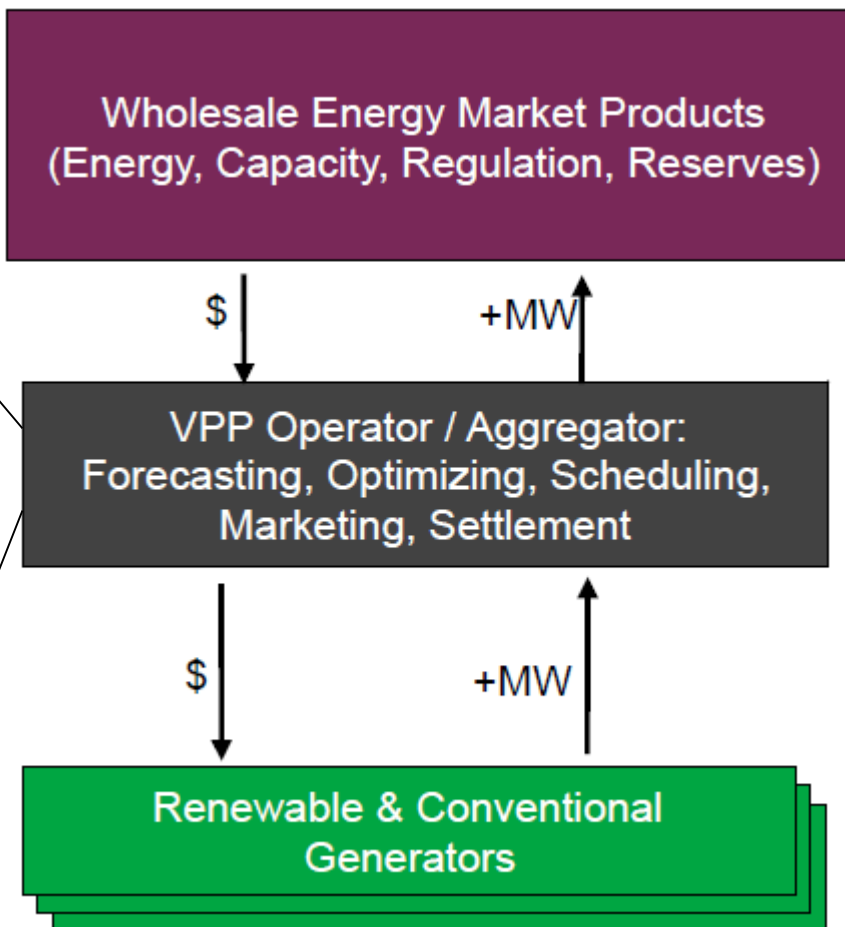 Wholesale Energy Market Products
(Energy, Capacity, Regulation, Reserves)
$
+MW
VPP Operator / Aggregator:
Forecasting, Optimizing, Scheduling,
Marketing, Settlement
$
+MW
Renewable & Conventional
Generators